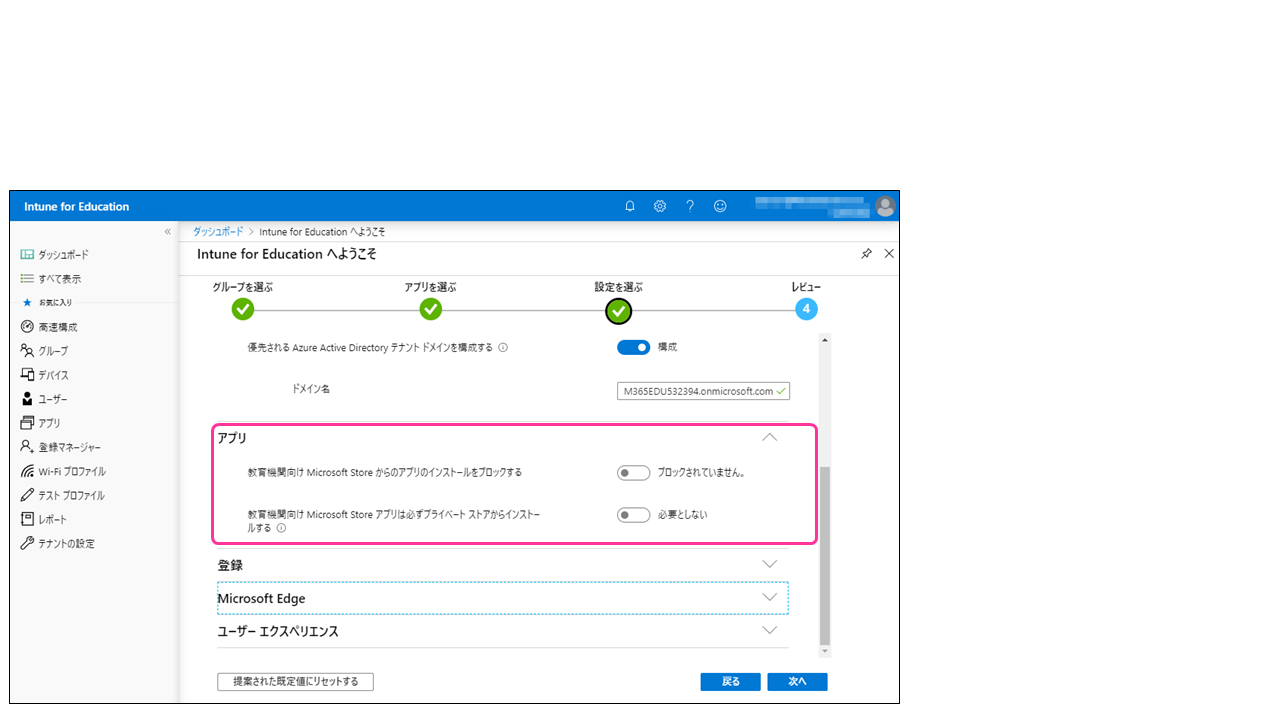 Intune for Education
ダッシュボード > Intune for Education へようこそ
Intune for Education へようこそ
ダッシュボード
すべて表示
お気に入り
高速構成
グループ
デバイス
ユーザー
アプリ
登録マネージャー
Wi-Fi プロファイル
テスト プロファイル
レポート
テナントの設定
グループを選ぶ
アプリを選ぶ
設定を選ぶ
レビュー
4
優先される Azure Active Directory テナント ドメインを構成する
構成
ドメイン名
M365EDU532394.onmicrosoft.com
アプリ
教育機関向け Microsoft Store からのアプリのインストールをブロックする
ブロックされていません。
教育機関向け Microsoft Store アプリは必ずプライベート ストアからインストー
ルする
必要としない
登録
Microsoft Edge
ユーザー エクスペリエンス
提案された既定値にリセットする
戻る
次へ